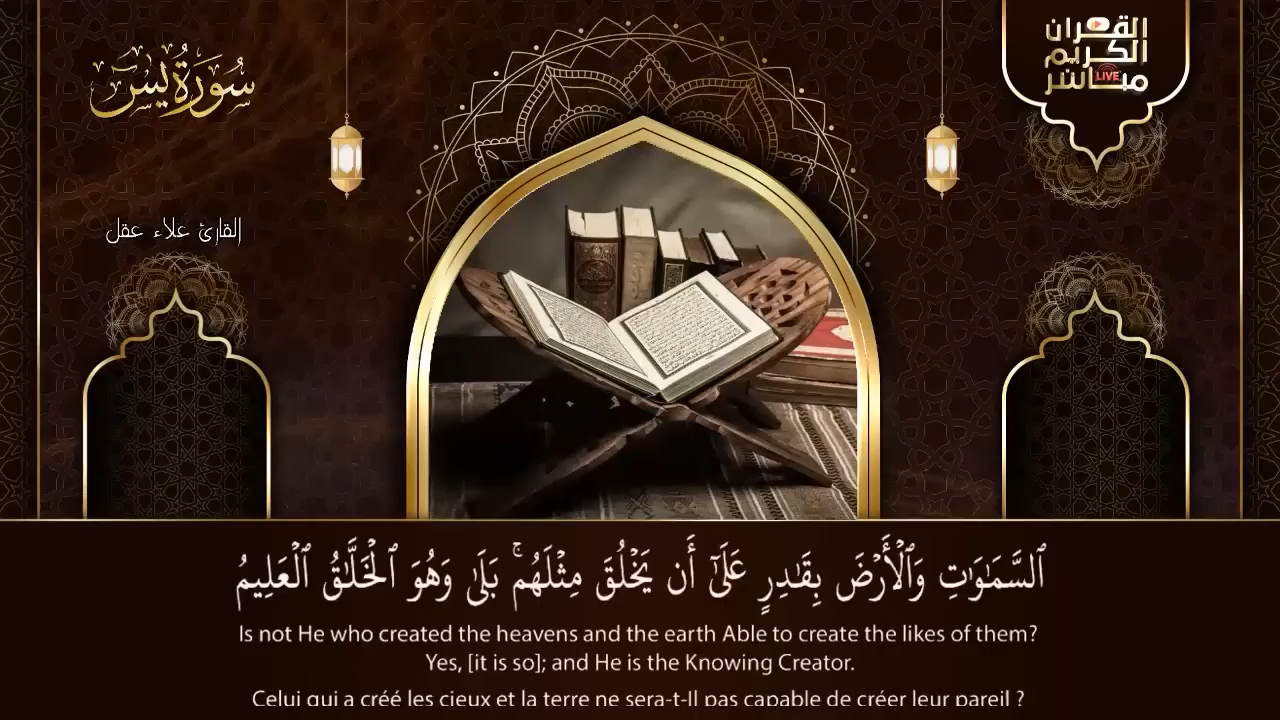 سُورَةُ يسٓ
القران
الكريم
مباشر
LIVE
القارئ علاء عقل
ٱلسَّمَٰوَٰتِ وَٱلْأَرْضَ بِقَٰدِرٍ عَلَىٰٓ أَن يَخْلُقَ مِثْلَهُم ۚ بَلَىٰ وَهُوَ ٱلْخَلَّٰقُ ٱلْعَلِيمُ
Is not He who created the heavens and the earth Able to create the likes of them?
Yes, [it is so]; and He is the Knowing Creator.
Celui qui a créé les cieux et la terre ne sera-t-Il pas capable de créer leur pareil ?